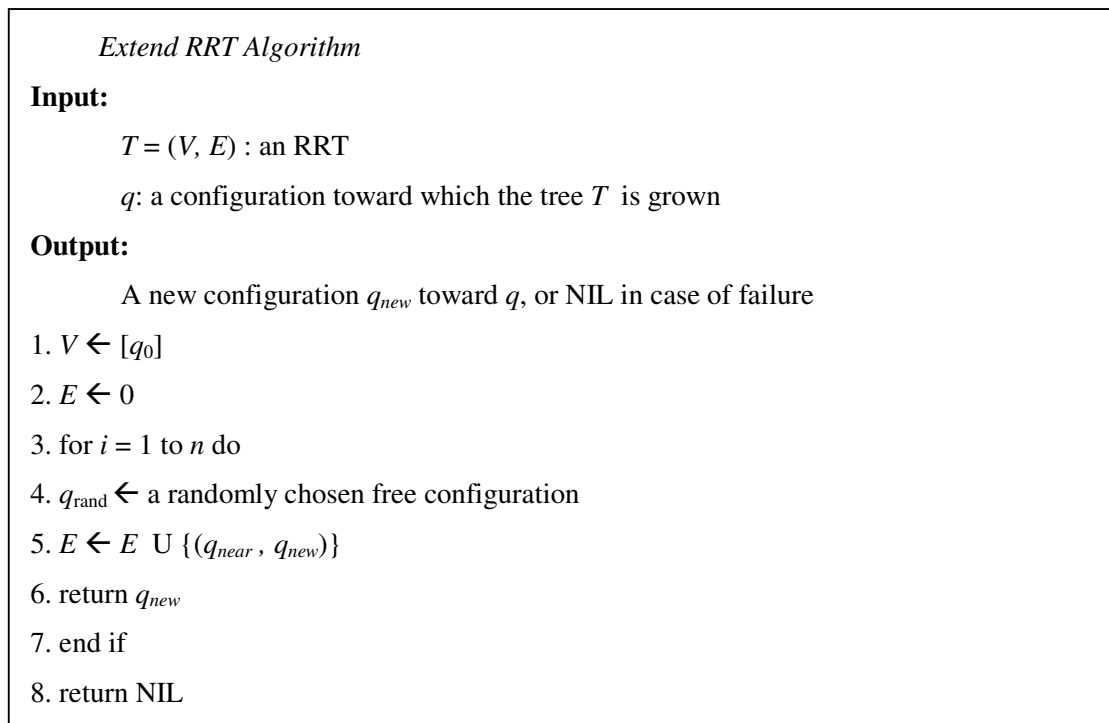 Extend RRT Algorithm
Input:
T = (V, E) : an RRT
q: a configuration toward which the tree T is grown
Output:
A new configuration qnew toward q, or NIL in case of failure
1. V ← [q0]
2. E ← 0
3. for i = 1 to n do
4. qrand ← a randomly chosen free configuration
5. E ← E U {(qnear , qnew)}
6. return qnew
7. end if
8. return NIL